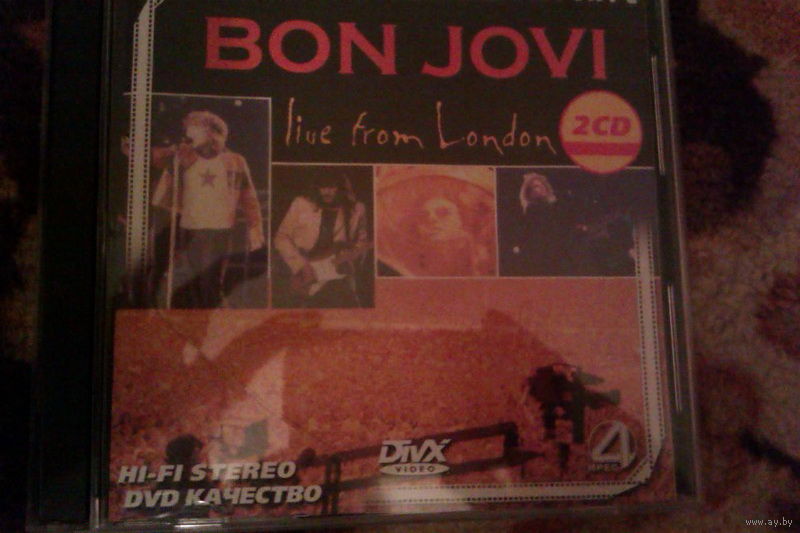 BON JOVI
live from London
2CD
HI-FI STEREO
DVD КАЧЕСТВО
DivX
VIDEO
4
MPEG
www.ay.by